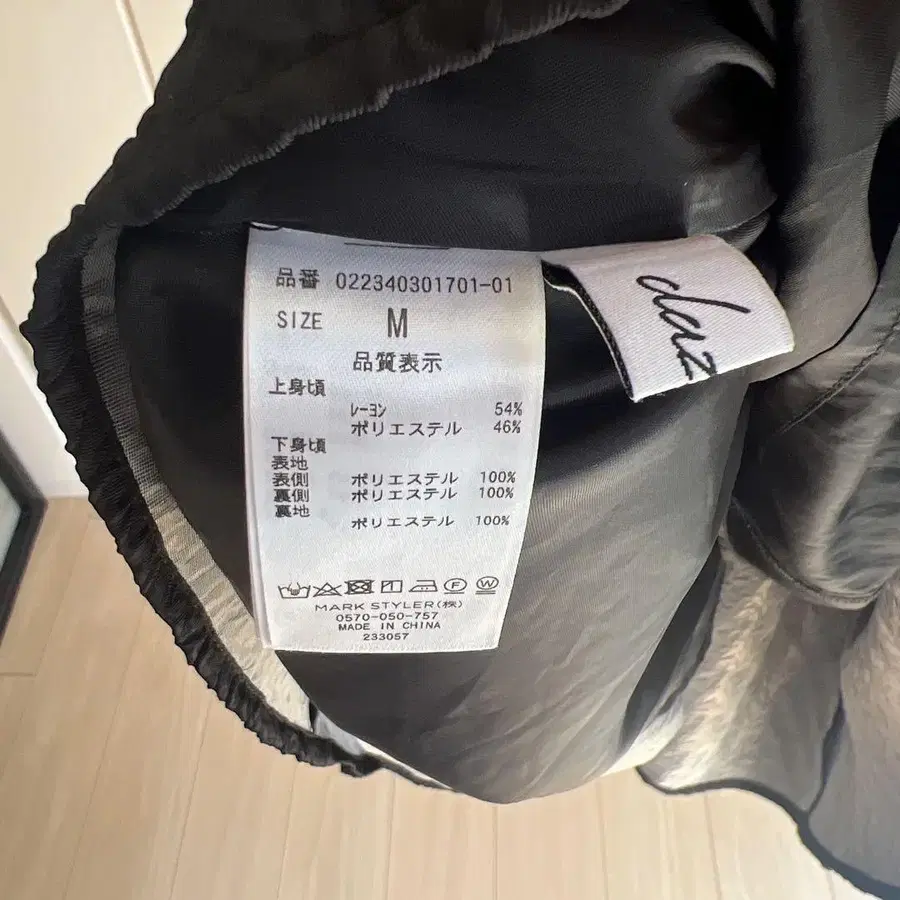 品番 022340301701-01
SIZE M
品質表示
上身頃
レーヨン 54%
ポリエステル 46%
下身頃
表地
表側 ポリエステル 100%
裏側 ポリエステル 100%
裏地
ポリエステル 100%
MARK STYLER(株)
0570-050-757
MADE IN CHINA
233057
daz